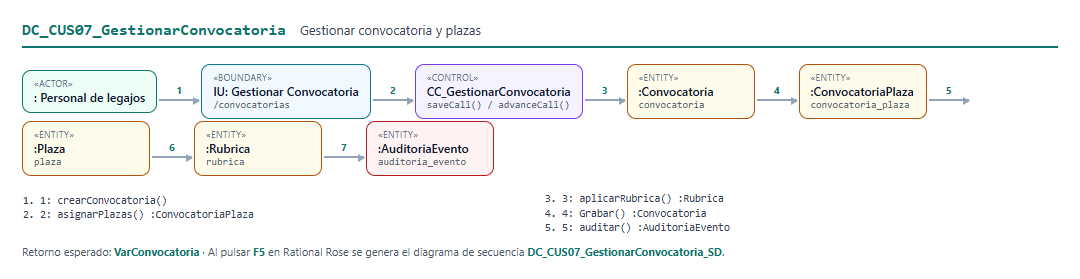 DC_CUS07_GestionarConvocatoria Gestionar convocatoria y plazas
«ACTOR»
: Personal de legajos
1
«BOUNDARY»
IU: Gestionar Convocatoria
/convocatorias
2
«CONTROL»
CC_GestionarConvocatoria
saveCall() / advanceCall()
3
«ENTITY»
:Convocatoria
convocatoria
4
«ENTITY»
:ConvocatoriaPlaza
convocatoria_plaza
5
«ENTITY»
:Plaza
plaza
6
«ENTITY»
:Rubrica
rubrica
7
«ENTITY»
:AuditoriaEvento
auditoria_evento
1. 1: crearConvocatoria()
2. 2: asignarPlazas() :ConvocatoriaPlaza
3. 3: aplicarRubrica() :Rubrica
4. 4: Grabar() :Convocatoria
5. 5: auditar() :AuditoriaEvento
Retorno esperado: VarConvocatoria · Al pulsar F5 en Rational Rose se genera el diagrama de secuencia DC_CUS07_GestionarConvocatoria_SD.